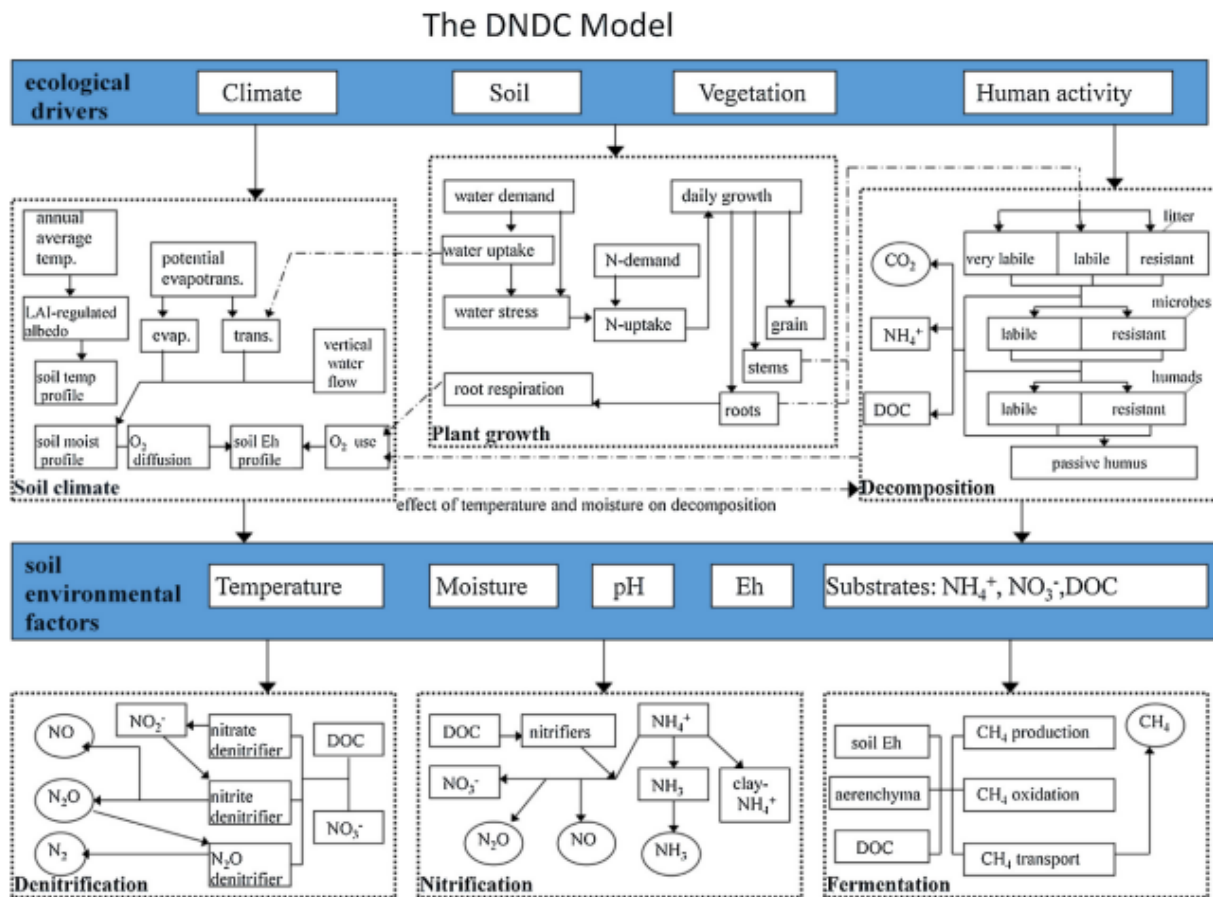 The DNDC Model
ecological
drivers
Climate
Soil
Vegetation
Human activity
annual
average
temp.
potential
evapotrans.
LAI-regulated
albedo
evap.
trans.
vertical
water
flow
soil temp
profile
soil moist
profile
O₂
diffusion
soil Eh
profile
O₂ use
Soil climate
water demand
daily growth
water uptake
N-demand
water stress
N-uptake
grain
stems
root respiration
roots
Plant growth
litter
CO₂
very labile
labile
resistant
microbes
NH₄⁺
labile
resistant
humads
DOC
labile
resistant
passive humus
Decomposition
effect of temperature and moisture on decomposition
soil
environmental
factors
Temperature
Moisture
pH
Eh
Substrates: NH₄⁺, NO₃⁻,DOC
NO
NO₂⁻
nitrate
denitrifier
DOC
N₂O
nitrite
denitrifier
NO₃⁻
N₂
N₂O
denitrifier
Denitrification
DOC
nitrifiers
NH₄⁺
NO₃⁻
NH₃
clay-
NH₄⁺
N₂O
NO
NH₃
Nitrification
soil Eh
CH₄ production
CH₄
aerenchyma
CH₄ oxidation
DOC
CH₄ transport
Fermentation